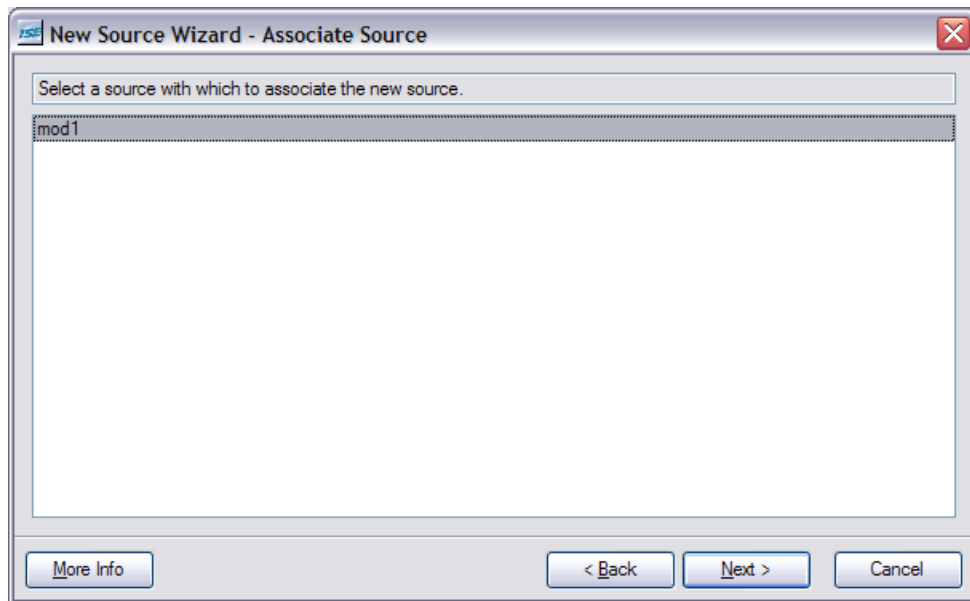 ISE New Source Wizard - Associate Source
Select a source with which to associate the new source.
mod1
More Info
< Back
Next >
Cancel